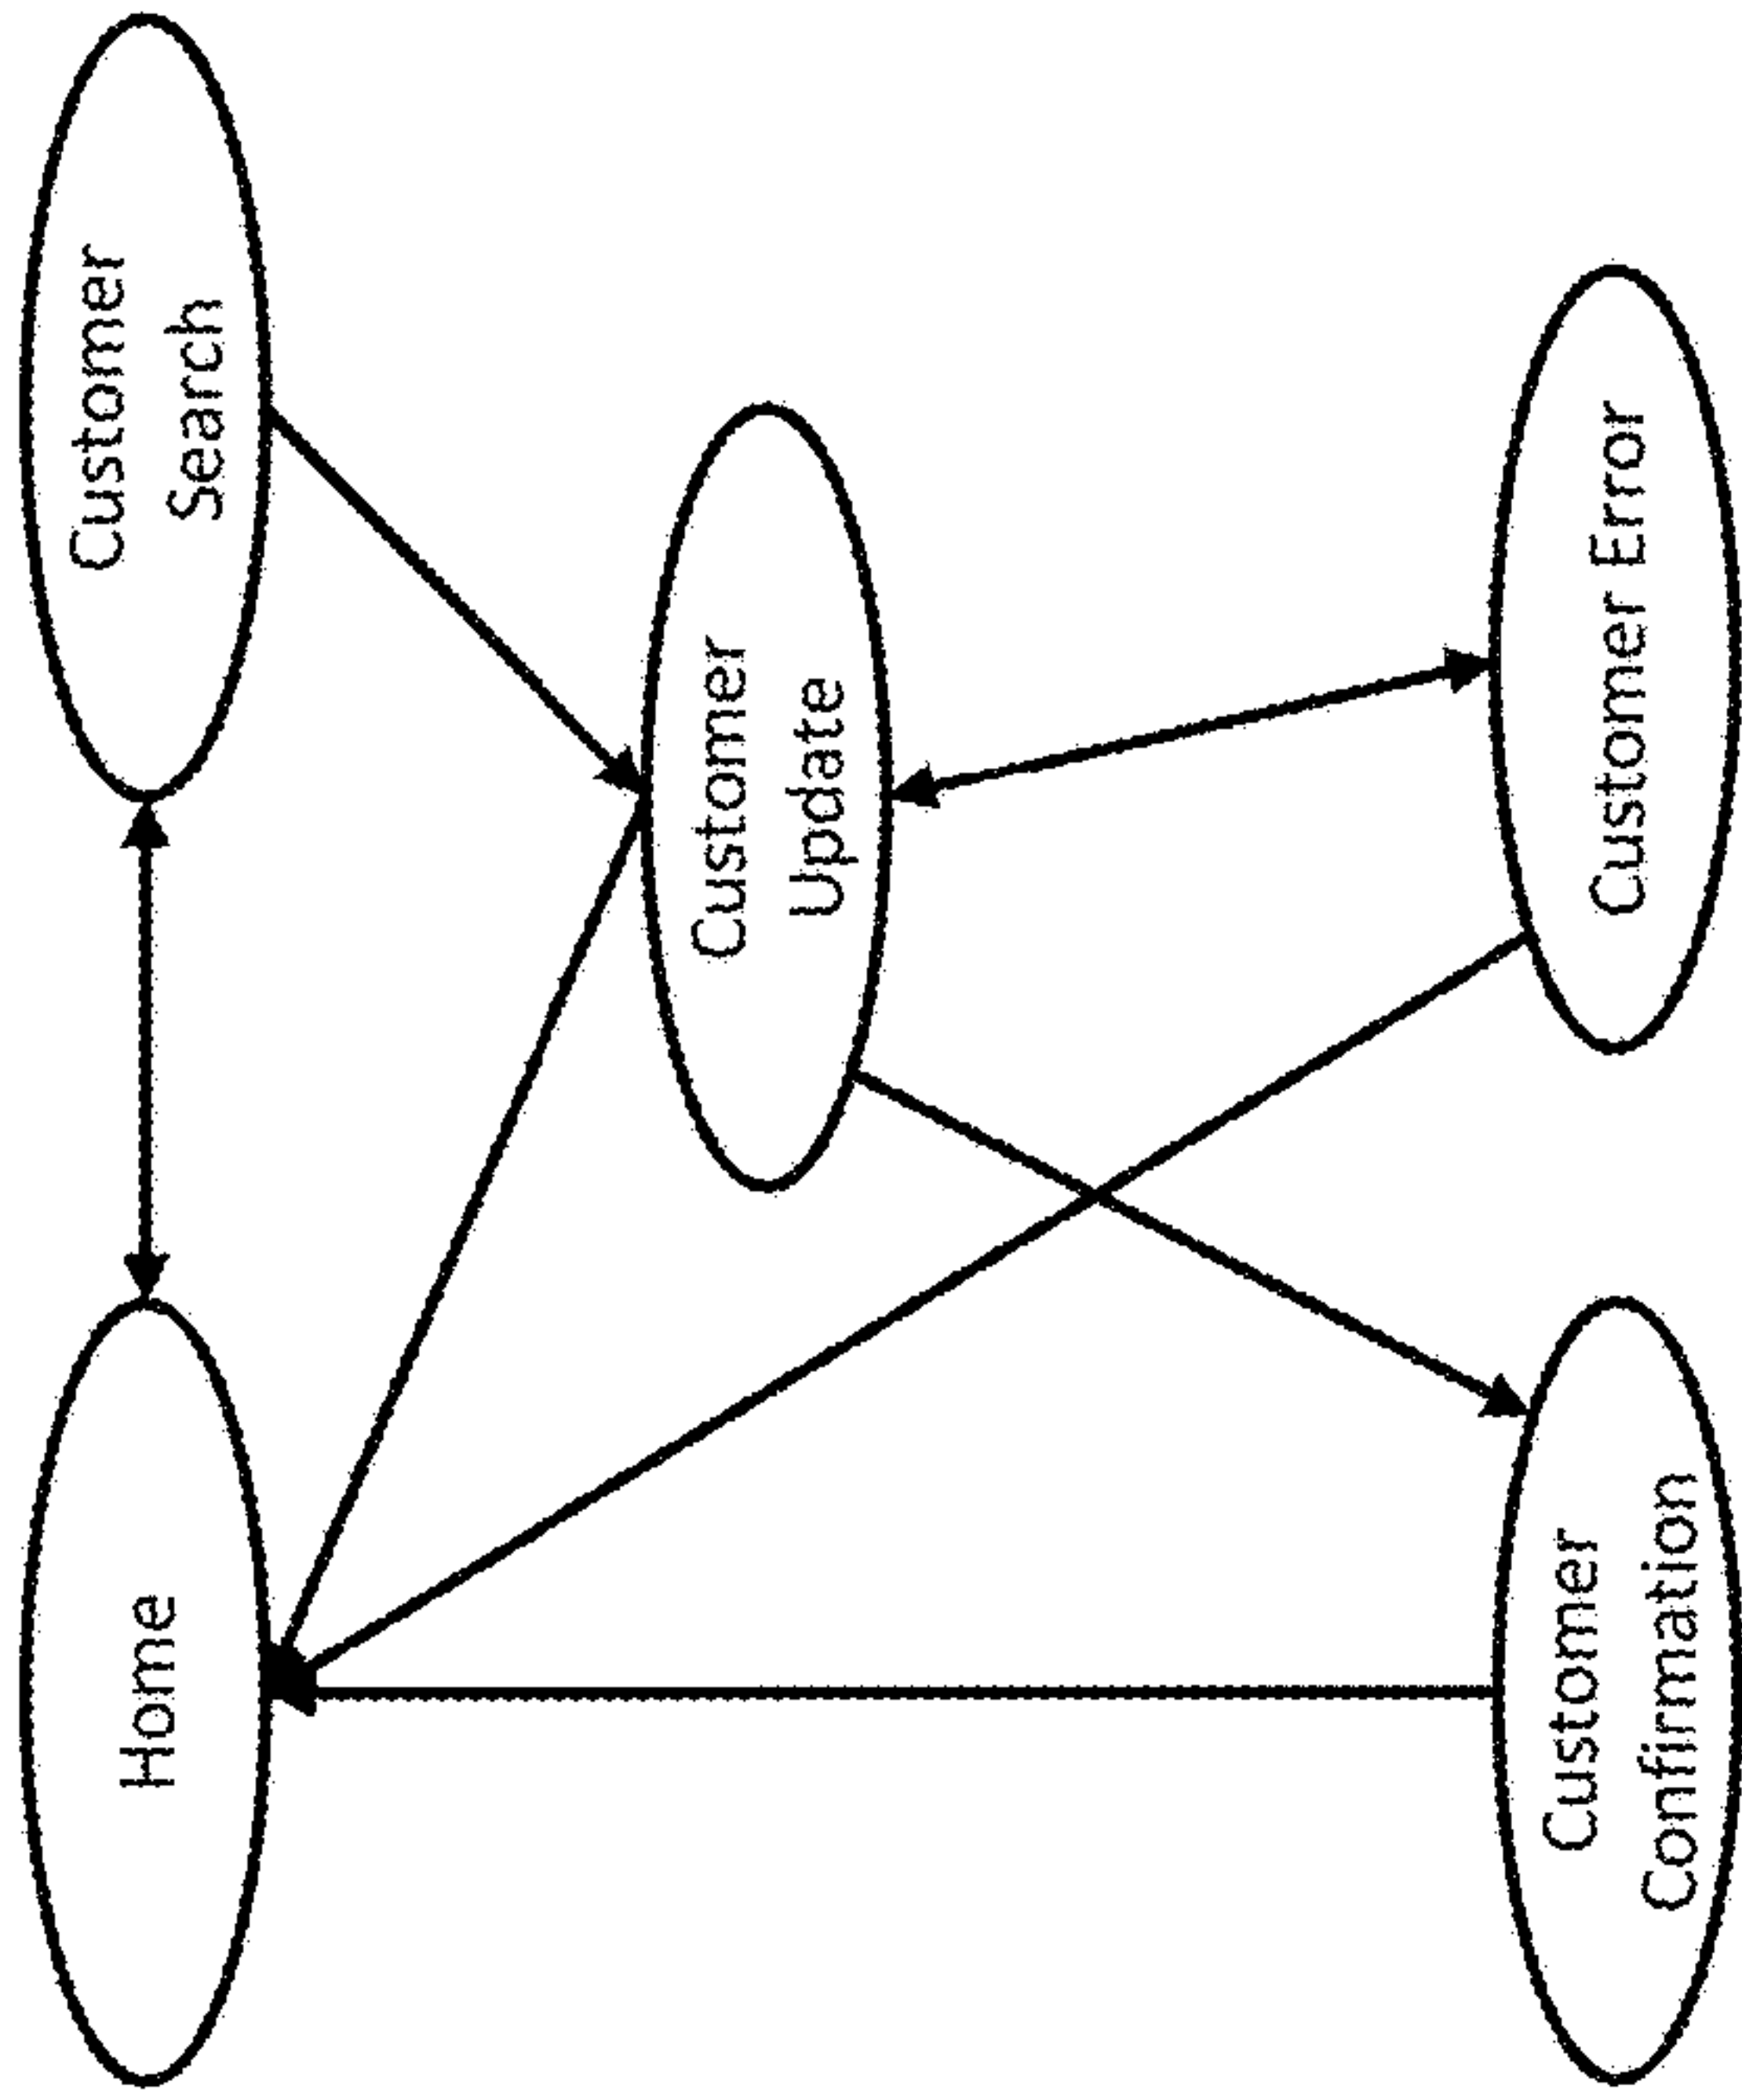 Home
Customer
Search
Customer
Update
Customer
Confirmation
Customer Error